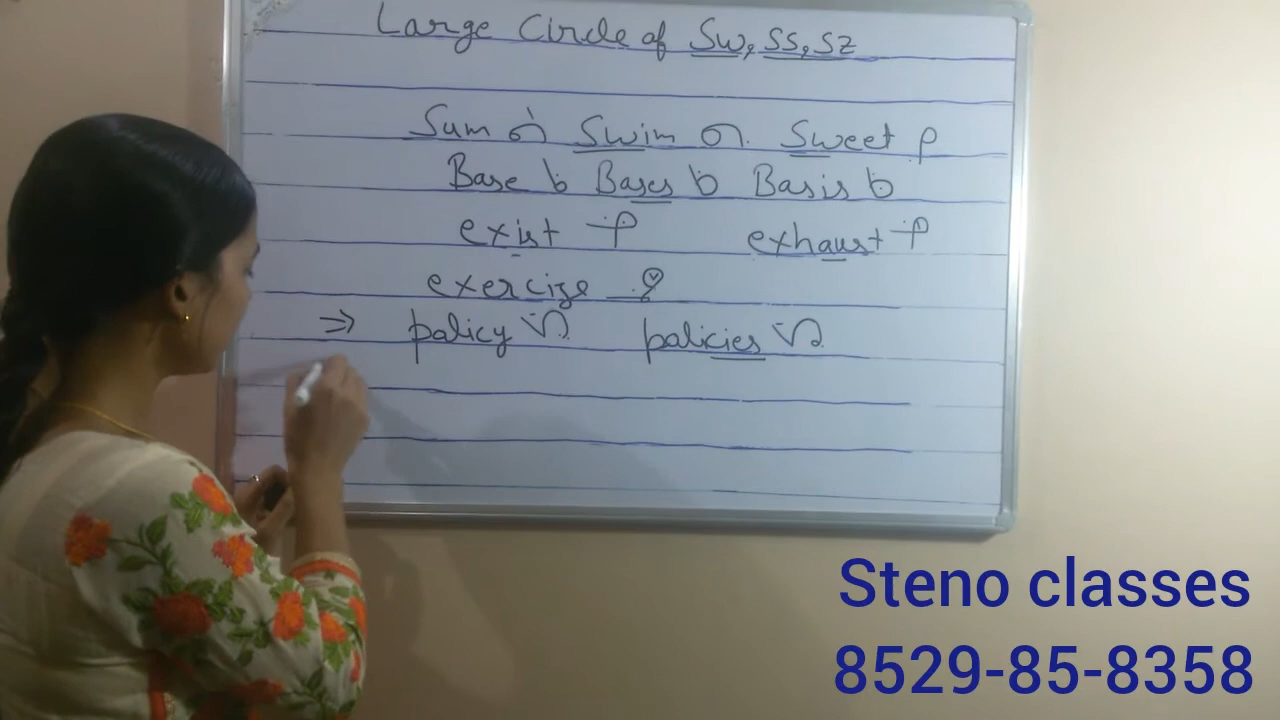 Large Circle of Sw, SS, SZ
Sum Swim Sweet
Base Bases Basis
exist exhaust
exercize
⇒ policy policies
Steno classes
8529-85-8358